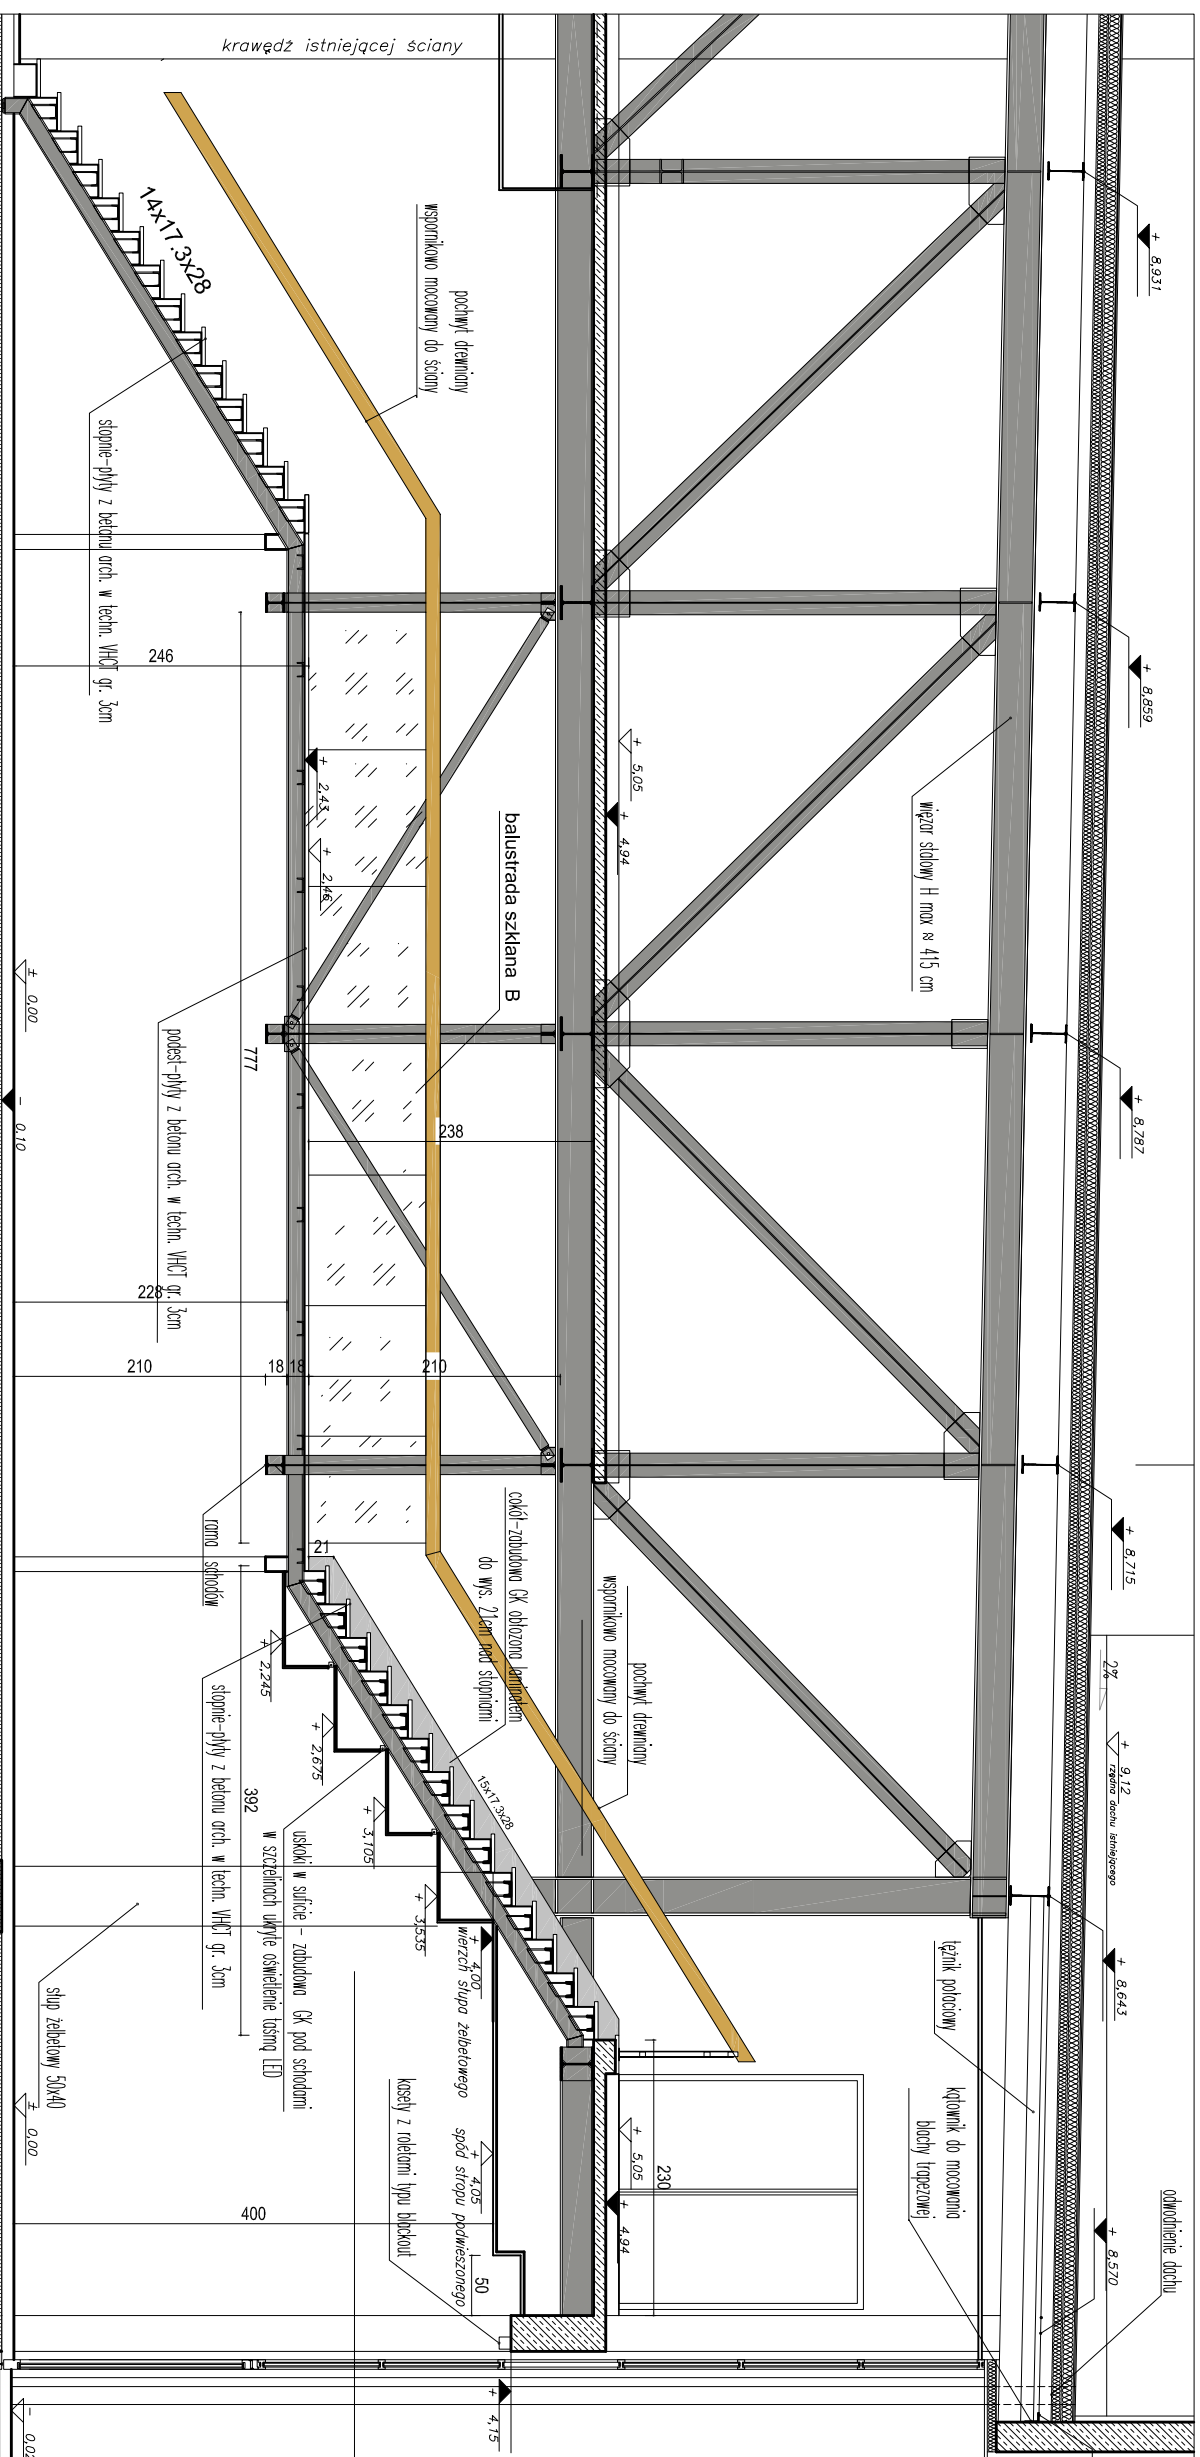 krawędź istniejącej ściany
+ 8,931
+ 8,859
+ 8,787
+ 8,715
2%
+ 9,12
rzędna dachu istniejącego
+ 8,643
+ 8,570
odwodnienie dachu
kątownik do mocowania
blachy trapezowej
tężnik połaciowy
więzar stalowy H max ≈ 415 cm
14x17.3x28
pochwyt drewniany
wspornikowo mocowany do ściany
stopnie-płyty z betonu arch. w techn. VHCT gr. 3cm
+ 5,05
+ 4,94
balustrada szklana B
246
+ 2,43
+ 2,46
777
238
podest-płyty z betonu arch. w techn. VHCT gr. 3cm
228
210
18
18
210
± 0,00
- 0,10
rama schodów
21
cokół-zabudowa GK obłożona laminatem
do wys. 21cm nad stopniami
pochwyt drewniany
wspornikowo mocowany do ściany
15x17.3x28
+ 2,245
+ 2,675
+ 3,105
+ 3,535
392
stopnie-płyty z betonu arch. w techn. VHCT gr. 3cm
uskoki w suficie - zabudowa GK pod schodami
w szczelinach ukryte oświetlenie taśmą LED
+ 4,00
wierzch słupa żelbetowego
+ 4,05
spód stropu podwieszonego
kasety z roletami typu blackout
słup żelbetowy 50x40
± 0,00
400
50
230
+ 5,05
+ 4,94
+ 4,15